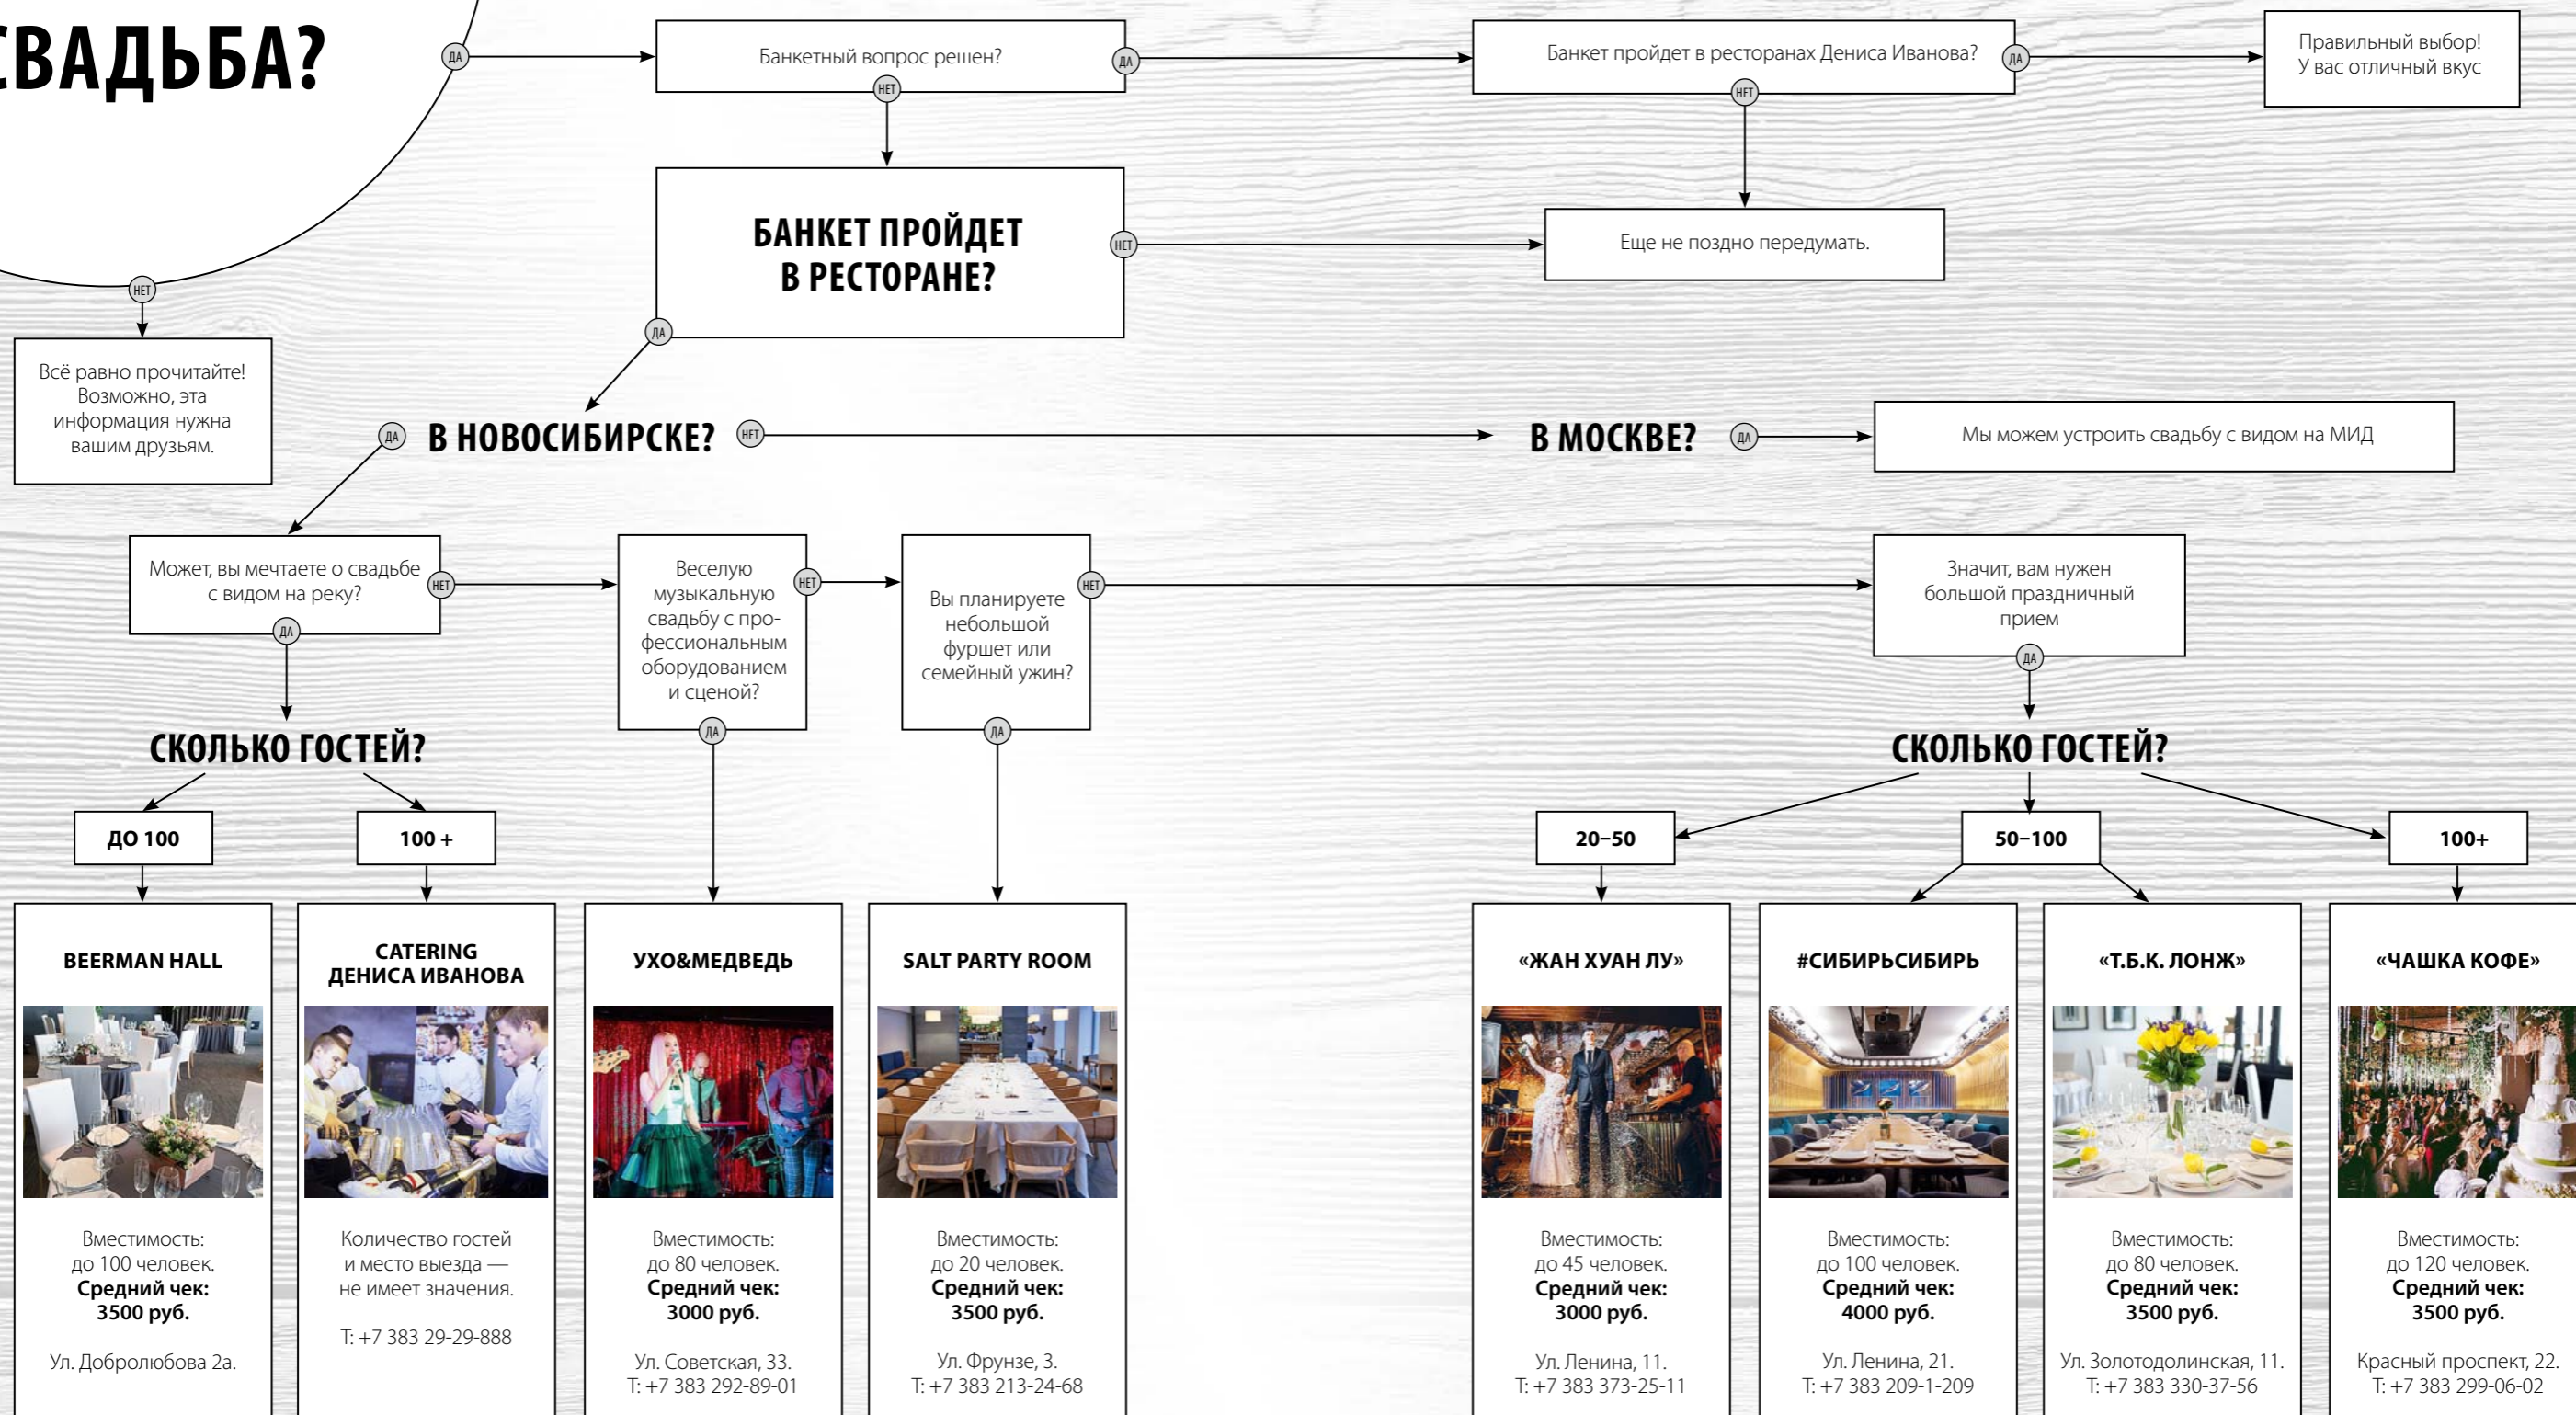 СВАДЬБА?
ДА
Банкетный вопрос решен?
ДА
Банкет пройдет в ресторанах Дениса Иванова?
ДА
Правильный выбор!
У вас отличный вкус
НЕТ
НЕТ
БАНКЕТ ПРОЙДЕТ
В РЕСТОРАНЕ?
НЕТ
Еще не поздно передумать.
НЕТ
ДА
Всё равно прочитайте!
Возможно, эта
информация нужна
вашим друзьям.
ДА
В НОВОСИБИРСКЕ?
НЕТ
В МОСКВЕ?
ДА
Мы можем устроить свадьбу с видом на МИД
Может, вы мечтаете о свадьбе
с видом на реку?
НЕТ
ДА
Веселую
музыкальную
свадьбу с про-
фессиональным
оборудованием
и сценой?
НЕТ
ДА
Вы планируете
небольшой
фуршет или
семейный ужин?
НЕТ
ДА
Значит, вам нужен
большой праздничный
прием
ДА
СКОЛЬКО ГОСТЕЙ?
СКОЛЬКО ГОСТЕЙ?
ДО 100
100 +
20–50
50–100
100+
BEERMAN HALL
Вместимость:
до 100 человек.
Средний чек:
3500 руб.
Ул. Добролюбова 2а.
CATERING
ДЕНИСА ИВАНОВА
Количество гостей
и место выезда —
не имеет значения.
Т: +7 383 29-29-888
УХО&МЕДВЕДЬ
Вместимость:
до 80 человек.
Средний чек:
3000 руб.
Ул. Советская, 33.
Т: +7 383 292-89-01
SALT PARTY ROOM
Вместимость:
до 20 человек.
Средний чек:
3500 руб.
Ул. Фрунзе, 3.
Т: +7 383 213-24-68
«ЖАН ХУАН ЛУ»
Вместимость:
до 45 человек.
Средний чек:
3000 руб.
Ул. Ленина, 11.
Т: +7 383 373-25-11
#СИБИРЬСИБИРЬ
Вместимость:
до 100 человек.
Средний чек:
4000 руб.
Ул. Ленина, 21.
Т: +7 383 209-1-209
«Т.Б.К. ЛОНЖ»
Вместимость:
до 80 человек.
Средний чек:
3500 руб.
Ул. Золотодолинская, 11.
Т: +7 383 330-37-56
«ЧАШКА КОФЕ»
Вместимость:
до 120 человек.
Средний чек:
3500 руб.
Красный проспект, 22.
Т: +7 383 299-06-02